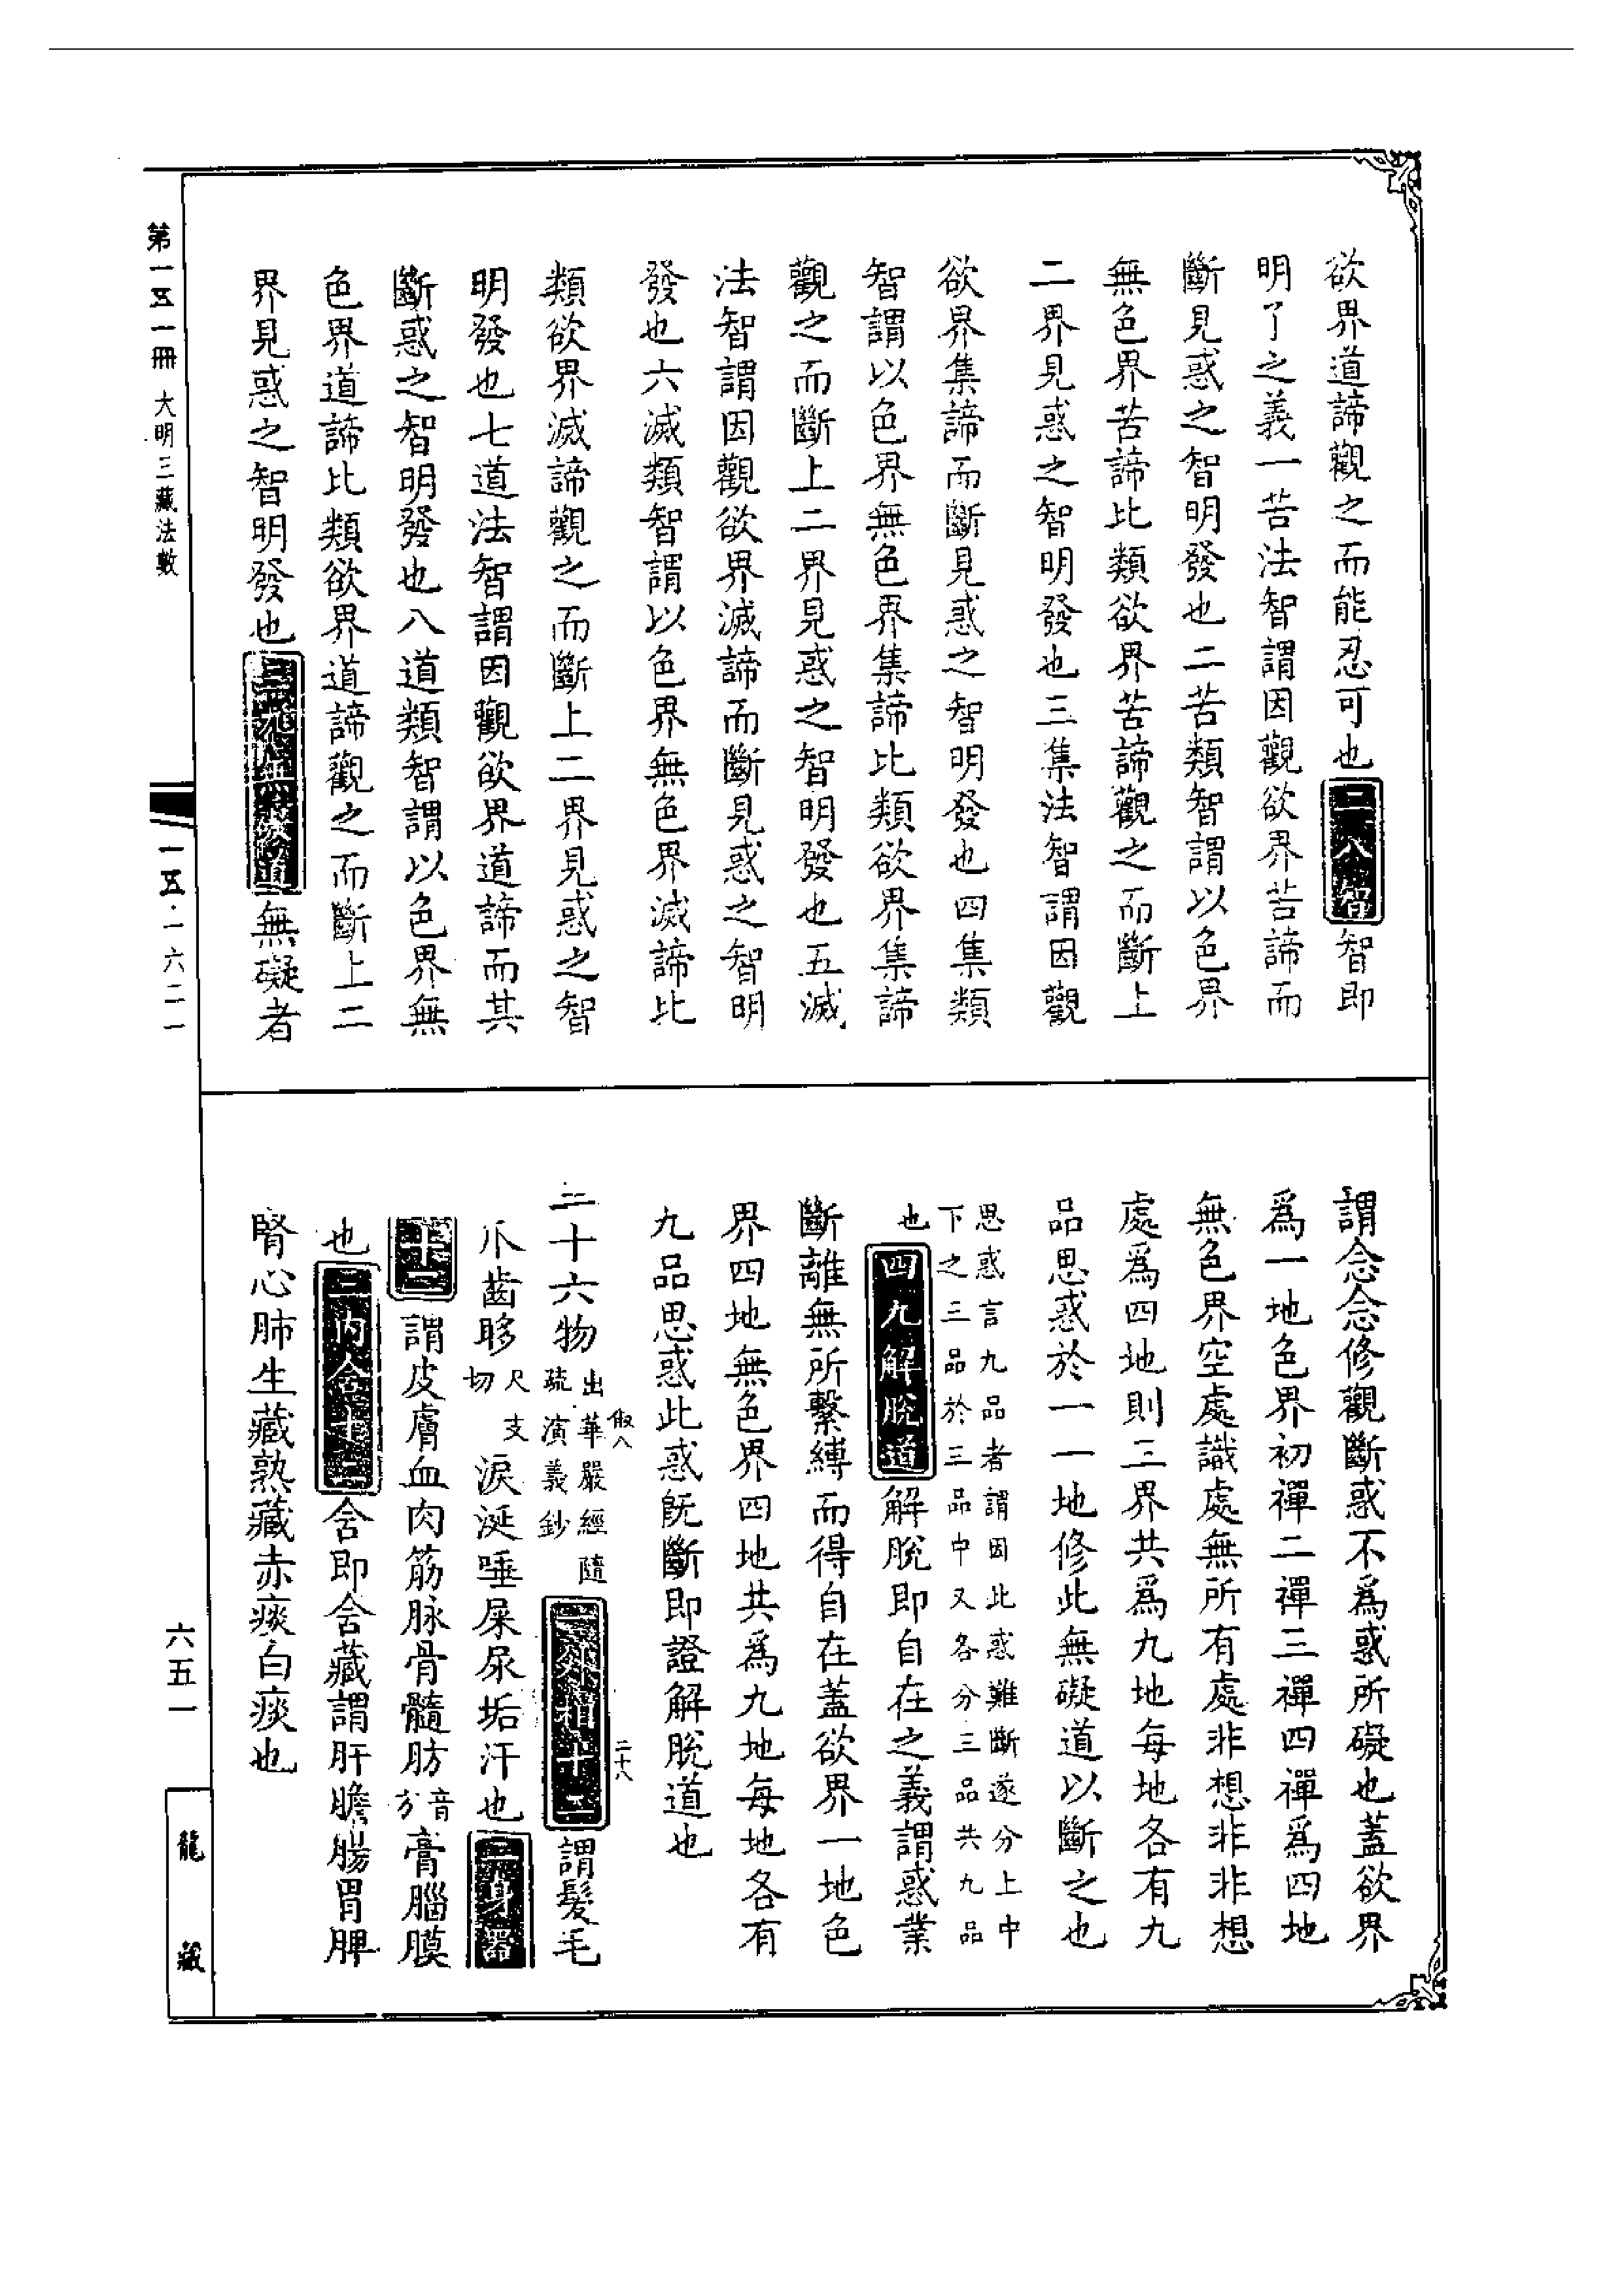 欲界道諦觀之而能忍可也二八智智即
明了之義一苦法智謂因觀欲界苦諦而
斷見惑之智明發也二苦類智謂以色界
無色界苦諦比類欲界苦諦觀之而斷上
二界見惑之智明發也三集法智謂因觀
欲界集諦而斷見惑之智明發也四集類
智謂以色界無色界集諦比類欲界集諦
觀之而斷上二界見惑之智明發也五滅
法智謂因觀欲界滅諦而斷見惑之智明
發也六滅類智謂以色界無色界滅諦比
類欲界滅諦觀之而斷上二界見惑之智
明發也七道法智謂因觀欲界道諦而其
斷惑之智明發也八道類智謂以色界無
色界道諦比類欲界道諦觀之而斷上二
界見惑之智明發也三九無礙道無礙者
謂念念修觀斷惑不為惑所礙也蓋欲界
為一地色界初禪二禪三禪四禪為四地
無色界空處識處無所有處非想非非想
處為四地則三界共為九地每地各有九
品思惑於一一地修此無礙道以斷之也
思惑言九品者謂因此惑難斷遂分上中
下之三品於三品中又各分三品共九品
也四九解脫道解脫即自在之義謂惑業
斷離無所繫縛而得自在蓋欲界一地色
界四地無色界四地共為九地每地各有
九品思惑此惑既斷即證解脫道也
三十六物出華嚴經隨疏演義鈔假八二十八一外相十二謂髮毛
爪齒眵尺支切淚涎唾屎尿垢汗也二身器
十二謂皮膚血肉筋脉骨髓肪音方膏腦膜
也三內含十二含即含藏謂肝膽腸胃脾
腎心肺生藏熟藏赤痰白痰也
第一五一冊 大明三藏法數
一五·一六二一
六五一
龍藏